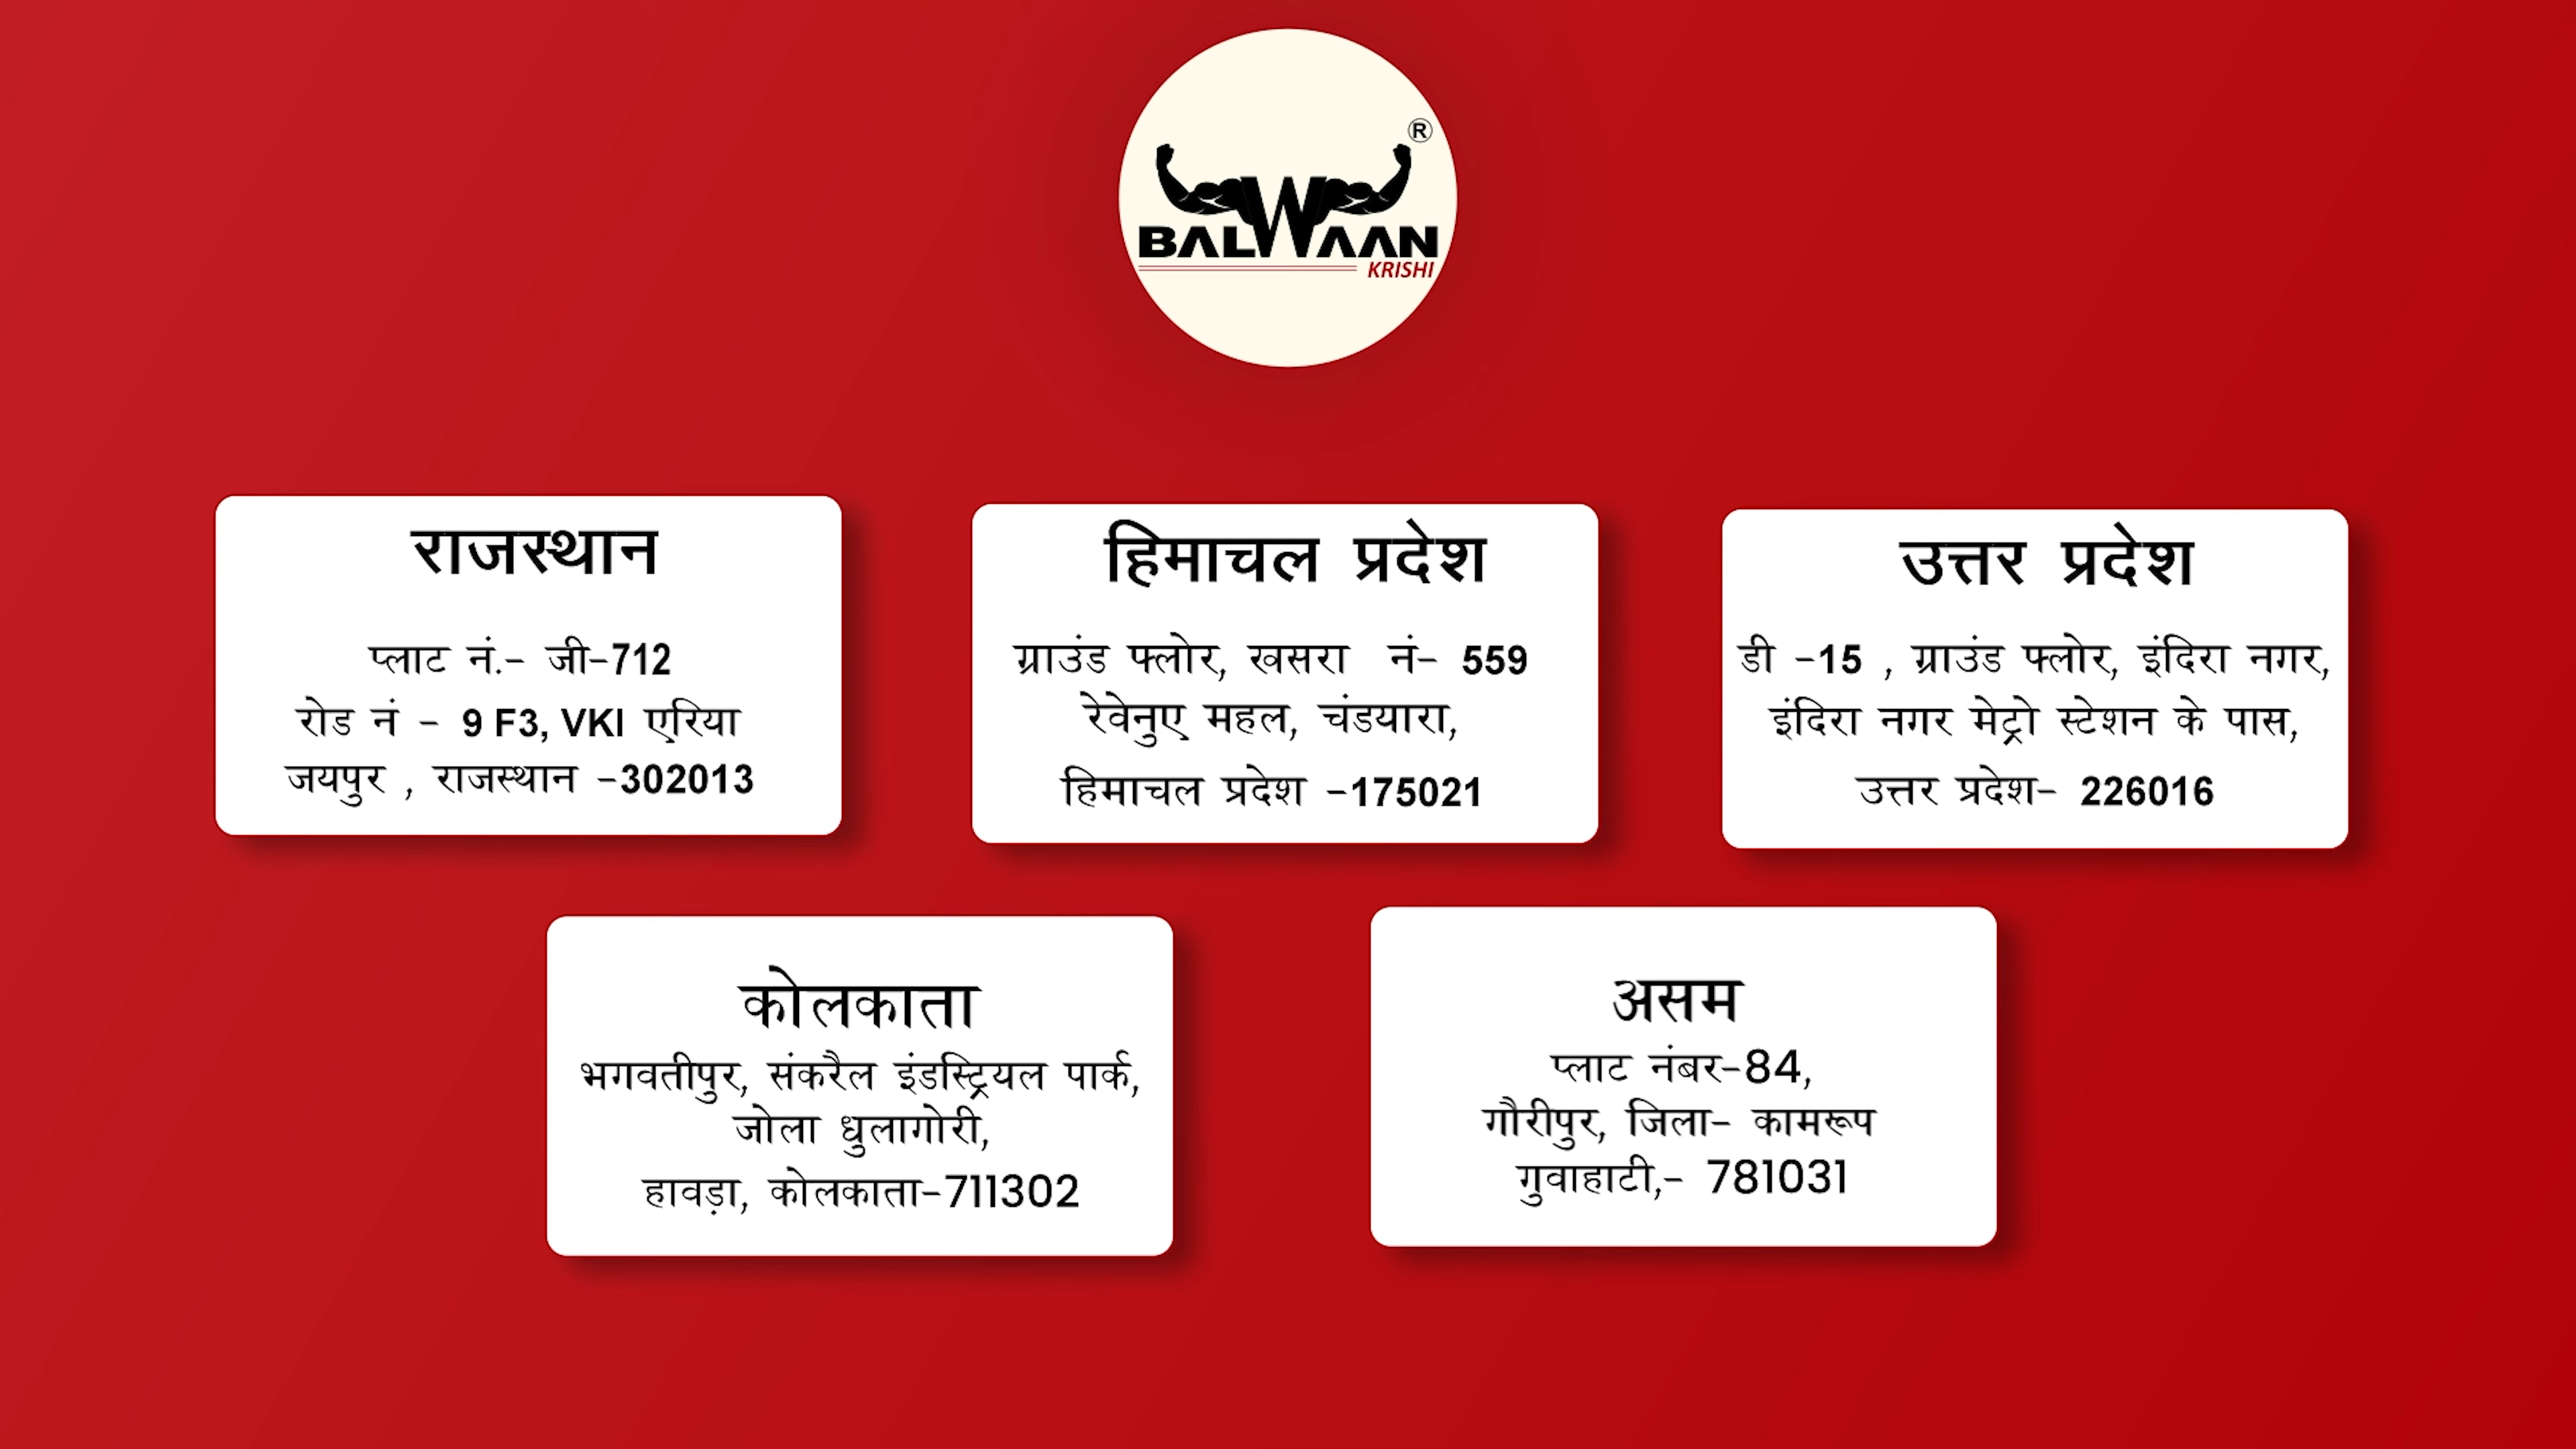 ®
BALWAAN
KRISHI
राजस्थान
प्लाट नं.- जी-712
रोड नं - 9 F3, VKI एरिया
जयपुर , राजस्थान -302013
हिमाचल प्रदेश
ग्राउंड फ्लोर, खसरा नं- 559
रेवेनुए महल, चंडयारा,
हिमाचल प्रदेश -175021
उत्तर प्रदेश
डी -15 , ग्राउंड फ्लोर, इंदिरा नगर,
इंदिरा नगर मेट्रो स्टेशन के पास,
उत्तर प्रदेश- 226016
कोलकाता
भगवतीपुर, संकरैल इंडस्ट्रियल पार्क,
जोला धुलागोरी,
हावड़ा, कोलकाता-711302
असम
प्लाट नंबर-84,
गौरीपुर, जिला- कामरूप
गुवाहाटी,- 781031